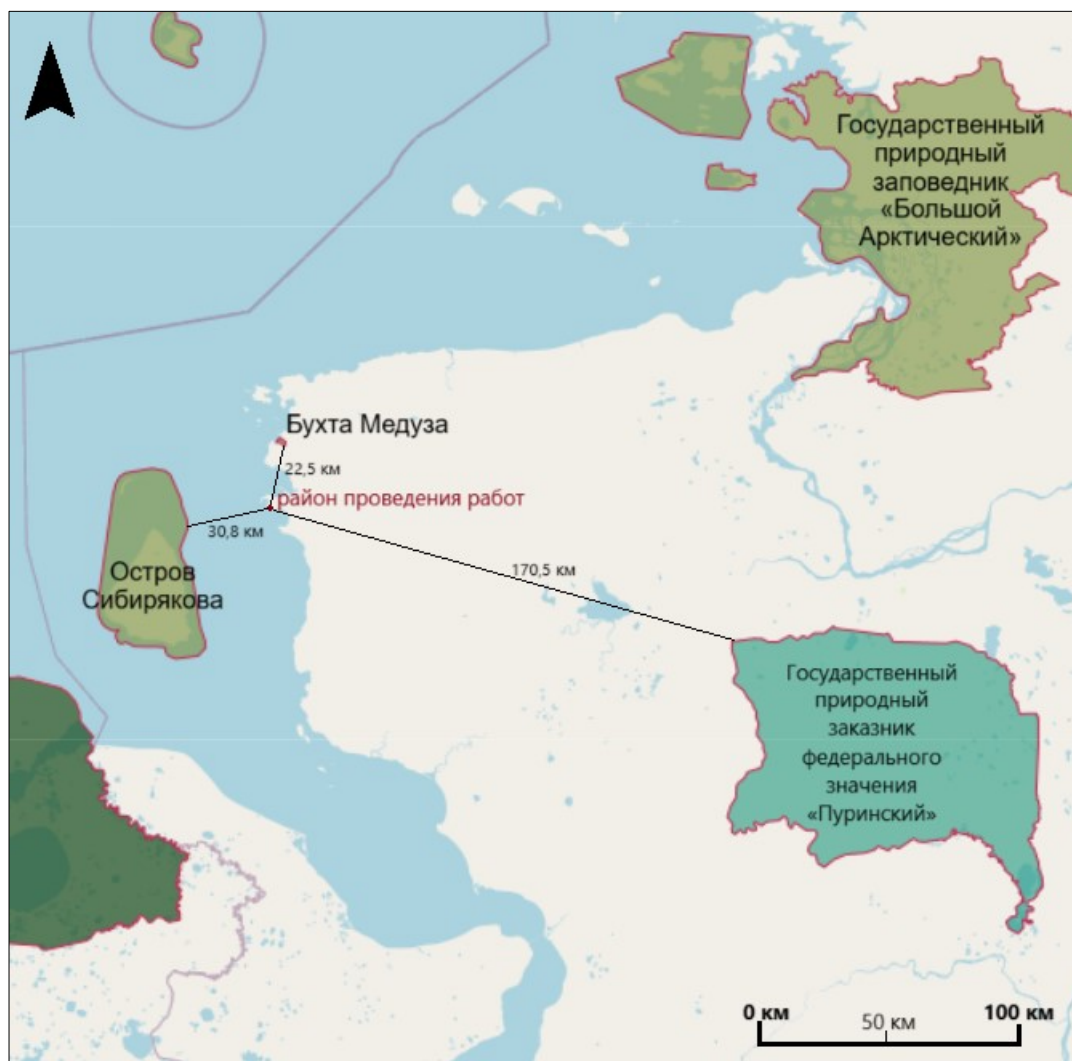 Государственный
природный
заповедник
«Большой
Арктический»
Бухта Медуза
22,5 км
район проведения работ
30,8 км
170,5 км
Остров
Сибирякова
Государственный
природный
заказник
федерального
значения
«Пуринский»
0 км
50 км
100 км